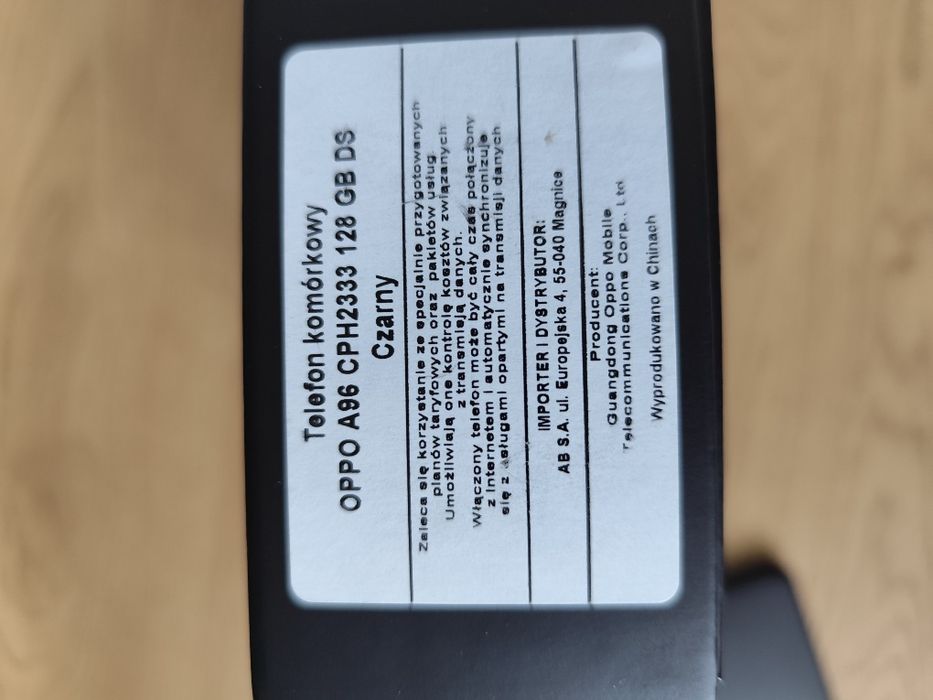 Telefon komórkowy
OPPO A96 CPH2333 128 GB DS
Czarny
Zaleca się korzystanie ze specjalnie przygotowanych
planów taryfowych oraz pakietów usług.
Umożliwiają one kontrolę kosztów związanych
z transmisją danych.
Włączony telefon może być cały czas połączony
z Internetem i automatycznie synchronizuje
się z usługami opartymi na transmisji danych
IMPORTER I DYSTRYBUTOR:
AB S.A. ul. Europejska 4, 55-040 Magnice
Producent:
Guangdong Oppo Mobile
Telecommunications Corp., Ltd
Wyprodukowano w Chinach